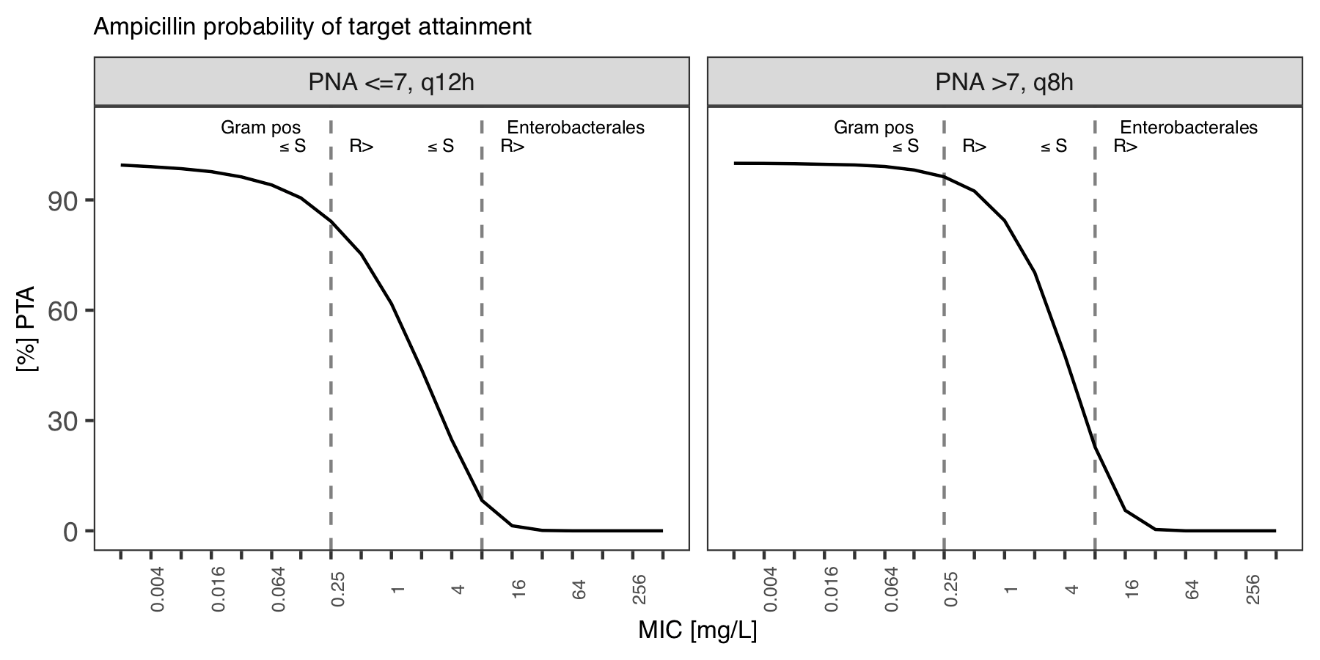 Ampicillin probability of target attainment
PNA <=7, q12h
PNA >7, q8h
Gram pos
≤ S
R>
≤ S
Enterobacterales
R>
Gram pos
≤ S
R>
≤ S
Enterobacterales
R>
[%] PTA
90
60
30
0
0.004
0.016
0.064
0.25
1
4
16
64
256
0.004
0.016
0.064
0.25
1
4
16
64
256
MIC [mg/L]